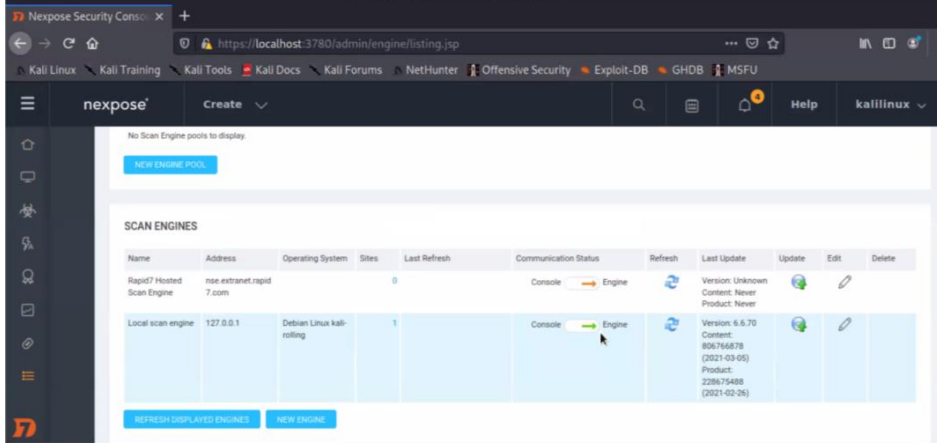 Nexpose Security Conso
https://localhost:3780/admin/engine/listing.jsp
Kali Linux Kali Training Kali Tools Kali Docs Kali Forums NetHunter Offensive Security Exploit-DB GHDB MSFU
nexpose Create 4 Help kalilinux
No Scan Engine pools to display.
NEW ENGINE POOL
SCAN ENGINES
Name Address Operating System Sites Last Refresh Communication Status Refresh Last Update Update Edit Delete
Rapid7 Hosted nse.extranet.rapid 0 Console Engine Version: Unknown
Scan Engine 7.com Content: Never
Product: Never
Local scan engine 127.0.0.1 Debian Linux kali- 1 Console Engine Version: 6.6.70
rolling Content:
806766878
(2021-03-05)
Product:
228675488
(2021-02-26)
REFRESH DISPLAYED ENGINES NEW ENGINE